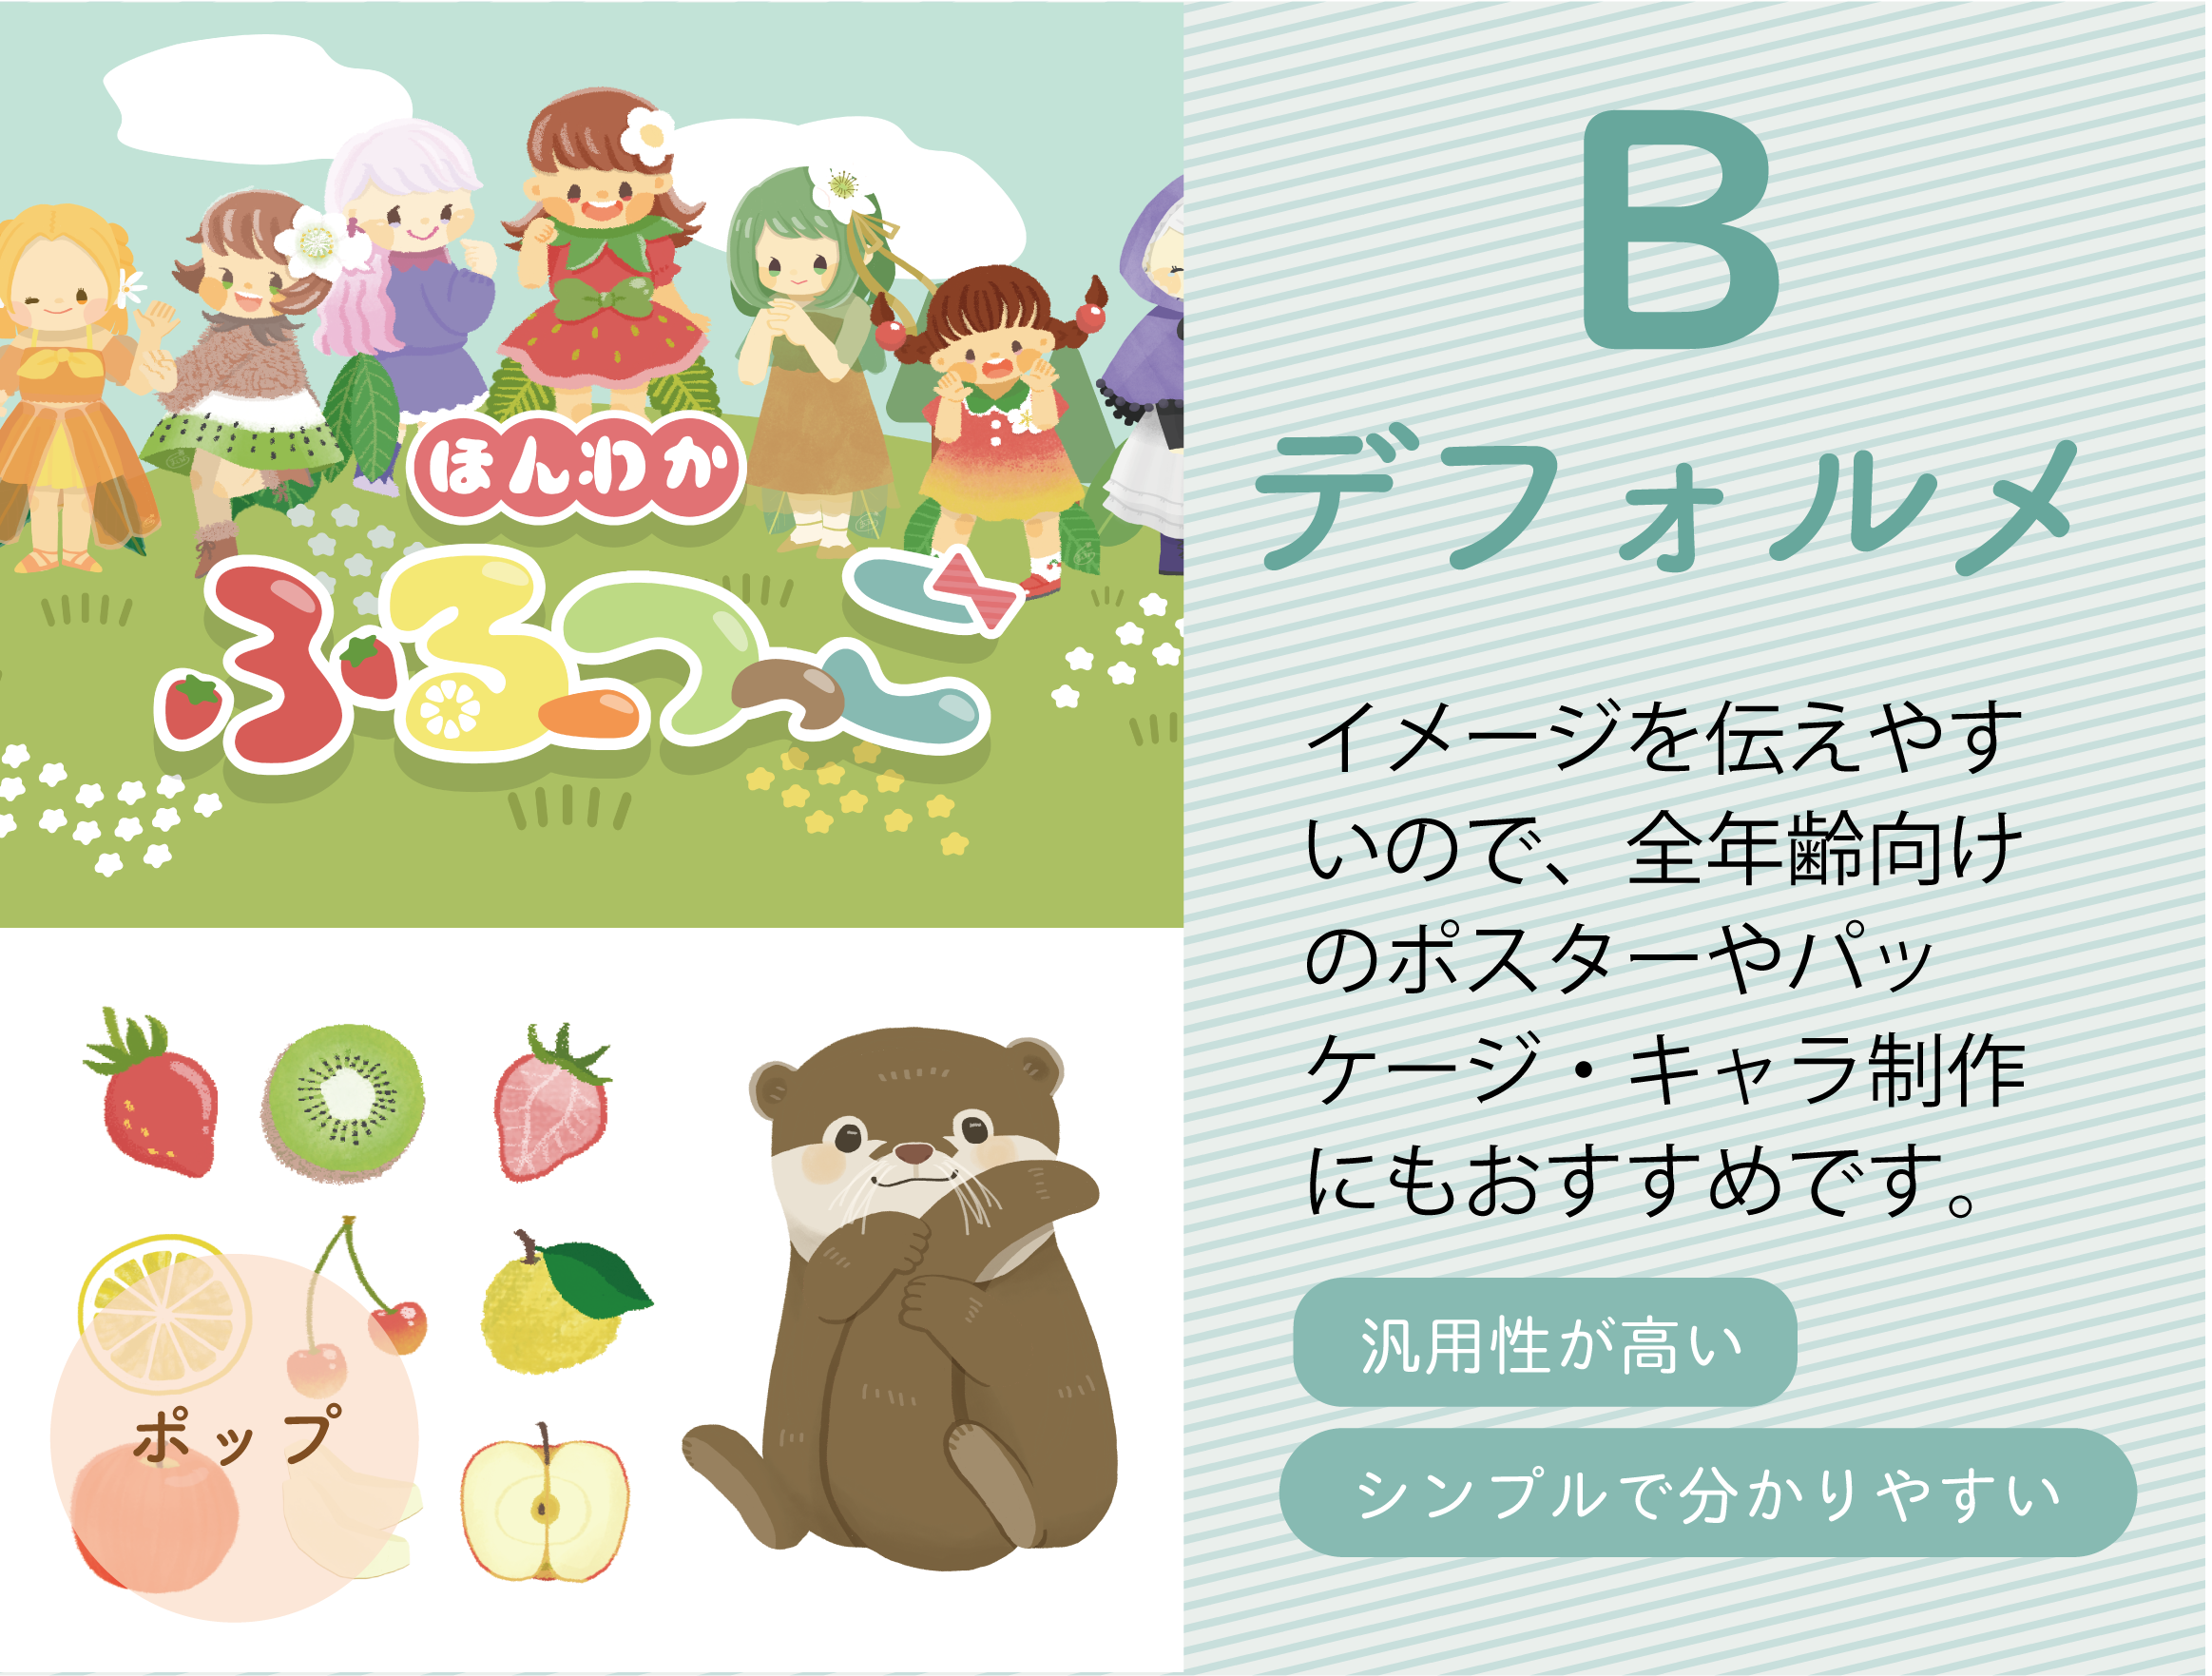 ほんわか
ふるつ〜
ポップ
B
デフォルメ
イメージを伝えやす
いので、全年齢向け
のポスターやパッ
ケージ・キャラ制作
にもおすすめです。
汎用性が高い
シンプルで分かりやすい